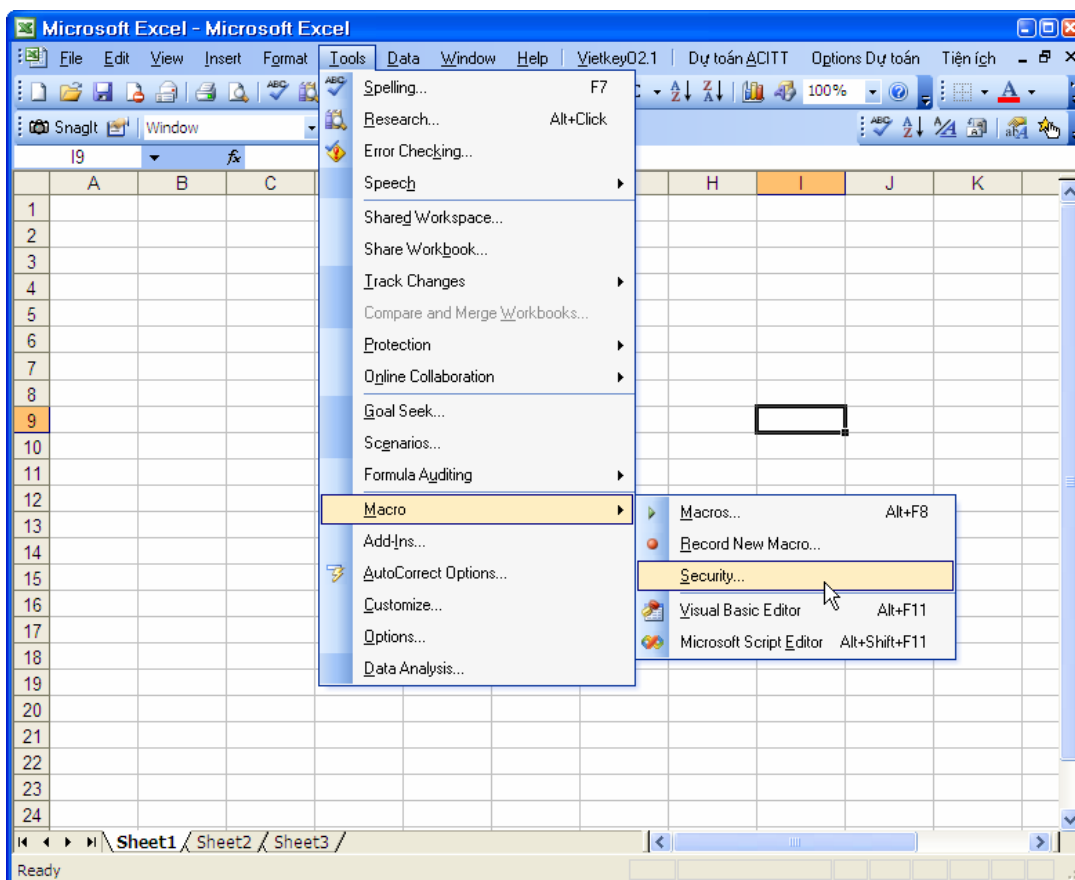 Microsoft Excel - Microsoft Excel
File Edit View Insert Format Tools Data Window Help VietkeyO2.1 Dự toán ACITT Options Dự toán Tiện ích
100%
SnagIt Window
I9 fx
A B C H I J K
Spelling... F7
Research... Alt+Click
Error Checking...
Speech
Shared Workspace...
Share Workbook...
Track Changes
Compare and Merge Workbooks...
Protection
Online Collaboration
Goal Seek...
Scenarios...
Formula Auditing
Macro
Add-Ins...
AutoCorrect Options...
Customize...
Options...
Data Analysis...
Macros... Alt+F8
Record New Macro...
Security...
Visual Basic Editor Alt+F11
Microsoft Script Editor Alt+Shift+F11
1
2
3
4
5
6
7
8
9
10
11
12
13
14
15
16
17
18
19
20
21
22
23
24
Sheet1 Sheet2 Sheet3
Ready